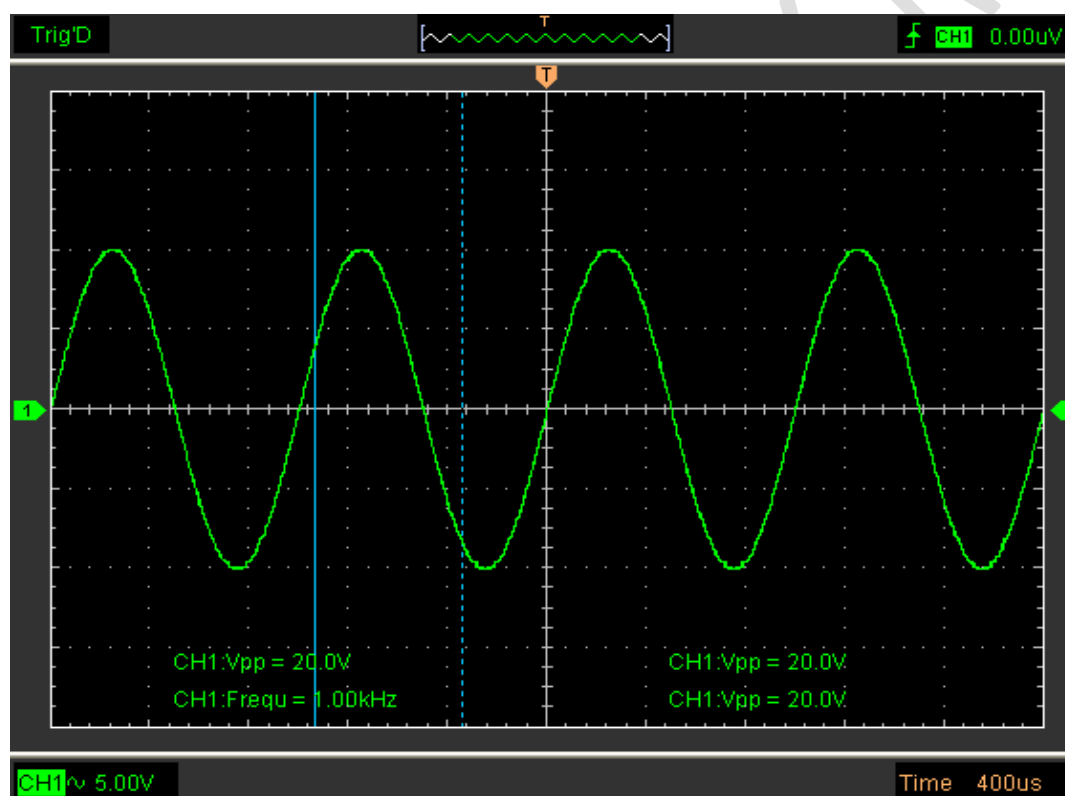 Trig'D
T
CH1 0.00uV
T
1
CH1:Vpp = 20.0V
CH1:Vpp = 20.0V
CH1:Frequ = 1.00kHz
CH1:Vpp = 20.0V
CH1 5.00V
Time 400us